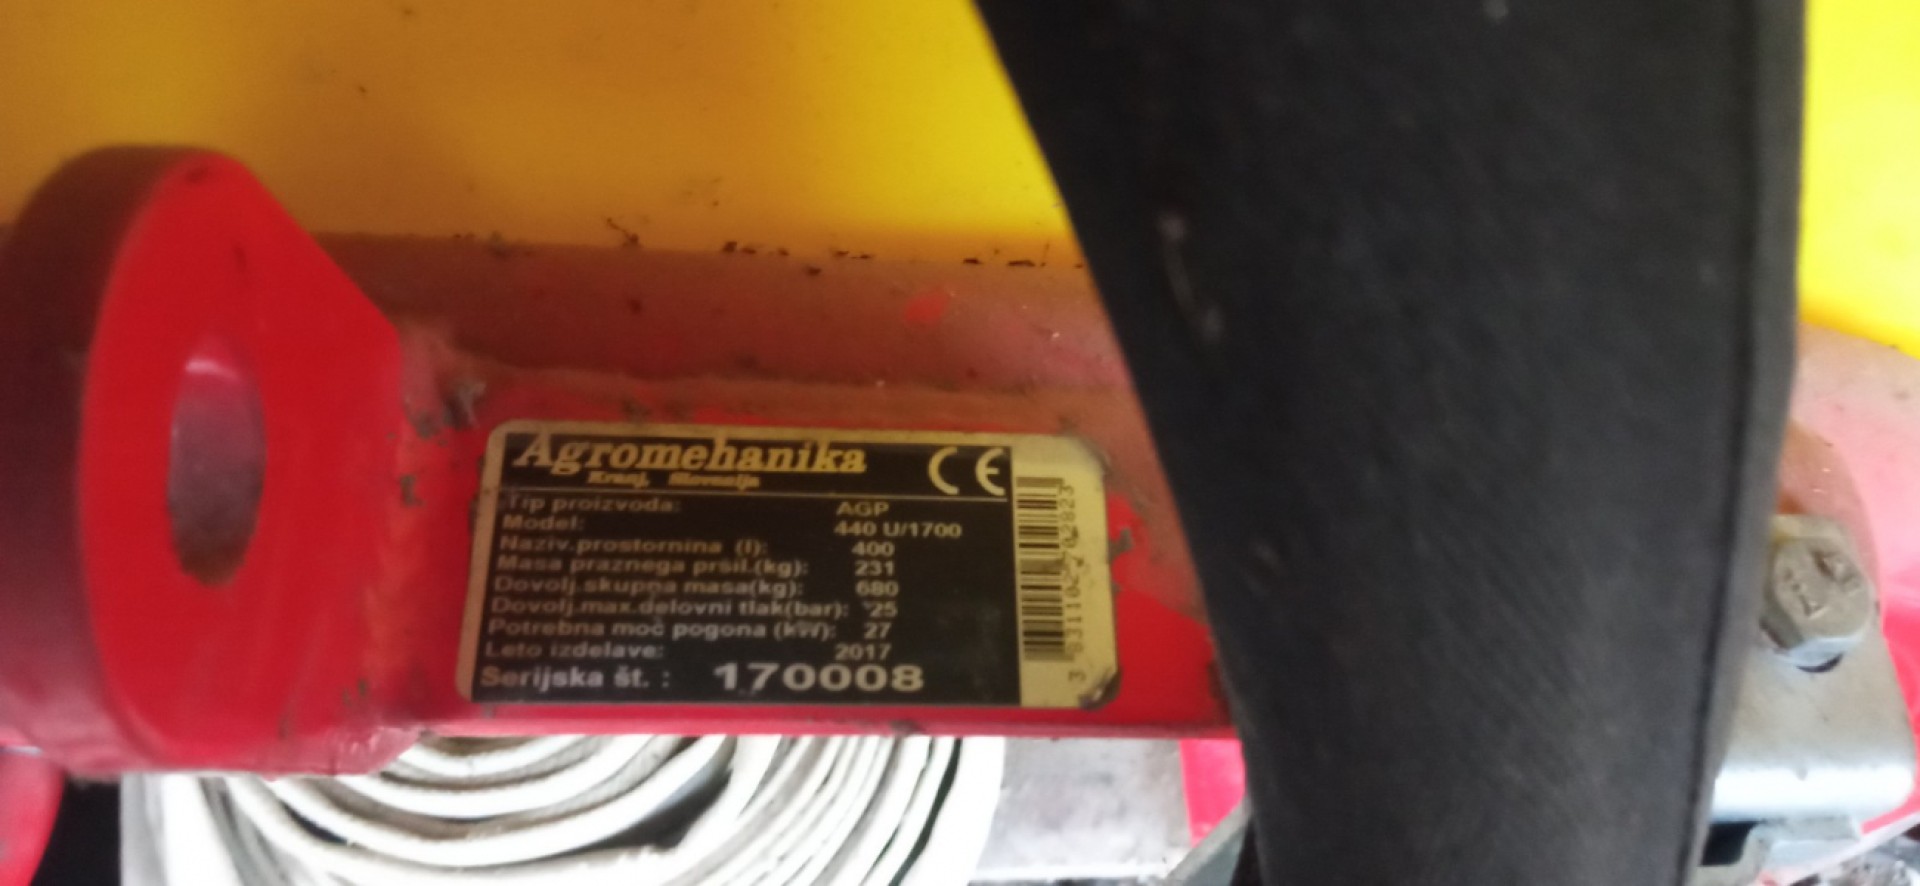 Agromehanika CE
Kranj, Slovenija
Tip proizvoda: AGP
Model: 440 U/1700
Naziv.prostornina (l): 400
Masa praznega pršil.(kg): 231
Dovolj.skupna masa(kg): 680
Dovolj.max.delovni tlak(bar): 25
Potrebna moč pogona (kW): 27
Leto izdelave: 2017
Serijska št. : 170008